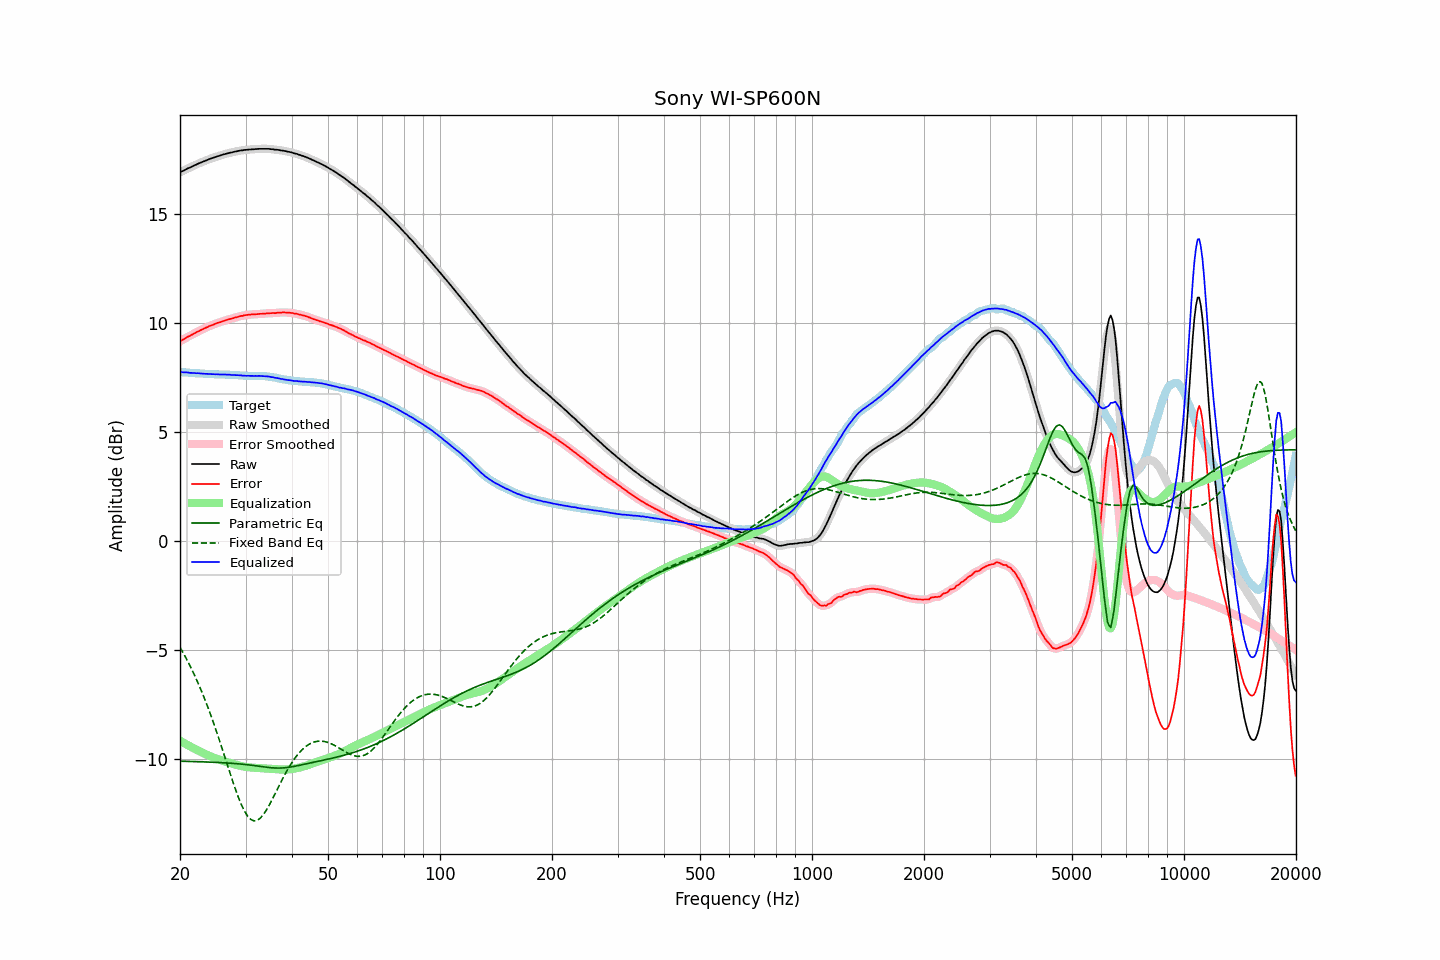 Sony WI-SP600N
Amplitude (dBr)
15
10
5
0
−5
−10
Target
Raw Smoothed
Error Smoothed
Raw
Error
Equalization
Parametric Eq
Fixed Band Eq
Equalized
20
50
100
200
500
1000
2000
5000
10000
20000
Frequency (Hz)